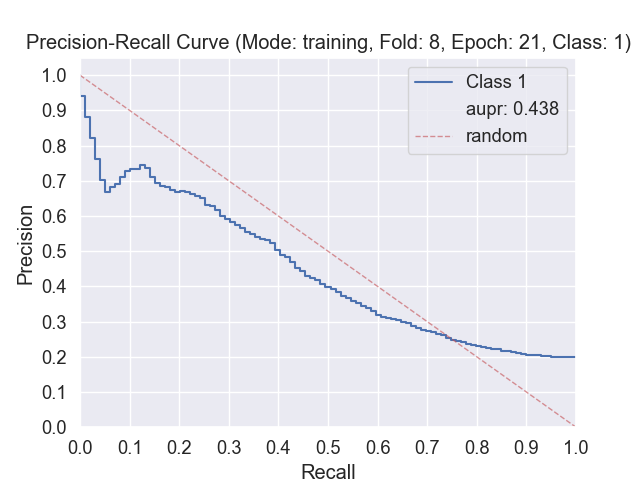 Precision-Recall Curve (Mode: training, Fold: 8, Epoch: 21, Class: 1)
1.0
0.9
0.8
0.7
0.6
0.5
0.4
0.3
0.2
0.1
0.0
Precision
Class 1
aupr: 0.438
random
0.0 0.1 0.2 0.3 0.4 0.5 0.6 0.7 0.8 0.9 1.0
Recall